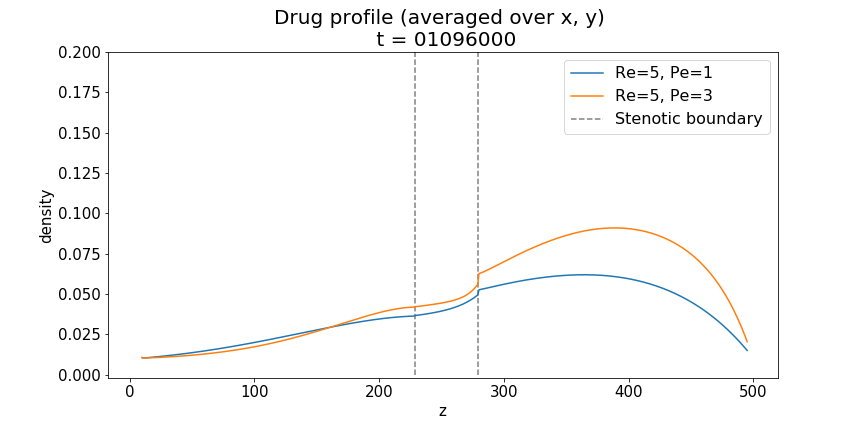 Drug profile (averaged over x, y)
t = 01096000
0.200
0.175
0.150
0.125
0.100
0.075
0.050
0.025
0.000
density
Re=5, Pe=1
Re=5, Pe=3
Stenotic boundary
0
100
200
300
400
500
z